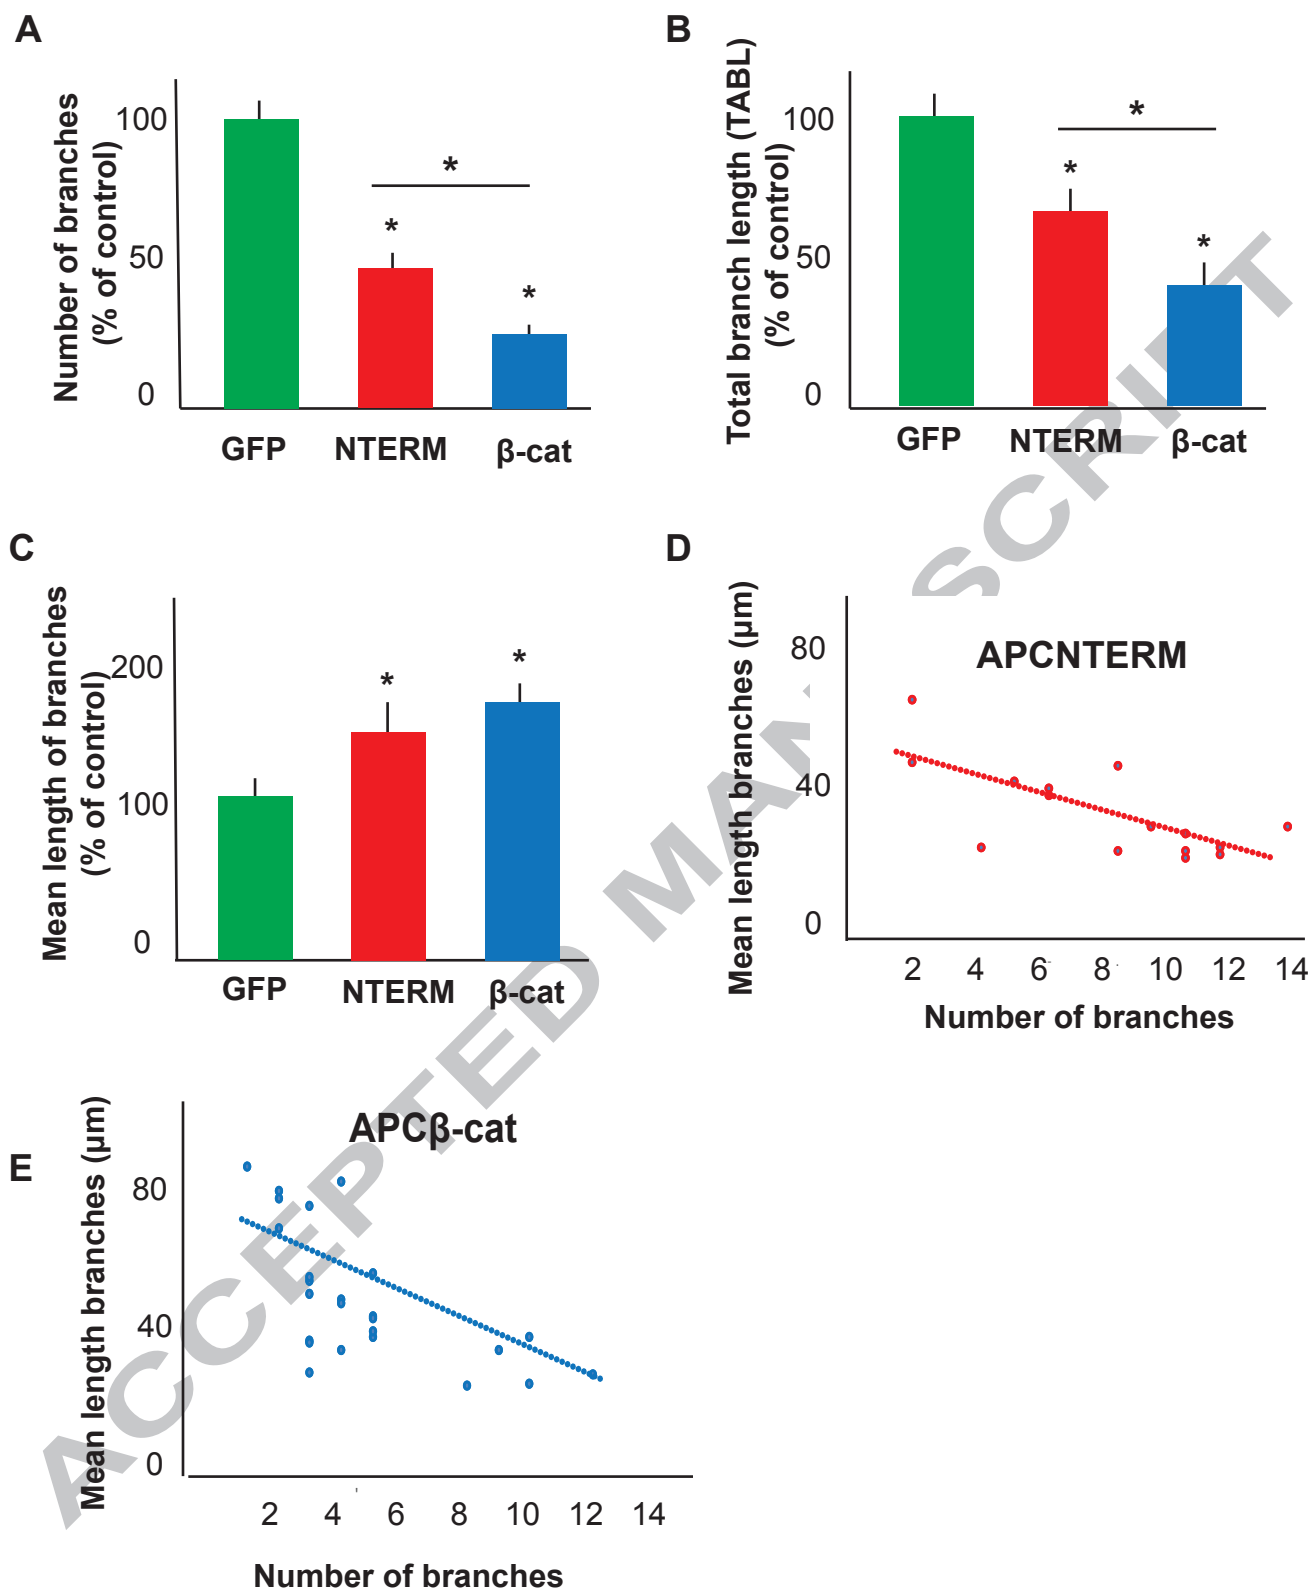 A
Number of branches
(% of control)
100
50
0
*
*
*
GFP NTERM β-cat
B
Total branch length (TABL)
(% of control)
100
50
0
*
*
*
GFP NTERM β-cat
C
Mean length of branches
(% of control)
200
100
0
*
*
GFP NTERM β-cat
D
Mean length branches (µm)
80
40
0
APCNTERM
2 4 6 8 10 12 14
Number of branches
E
Mean length branches (µm)
80
40
0
APCβ-cat
2 4 6 8 10 12 14
Number of branches
ACCEPTED MANUSCRIPT